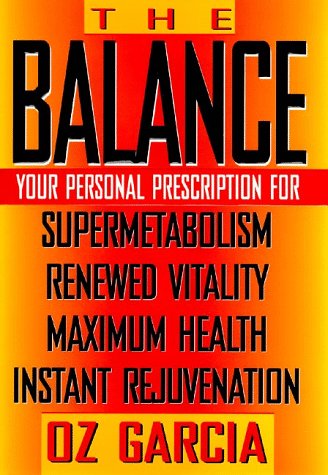 THE
BALANCE
YOUR PERSONAL PRESCRIPTION FOR
SUPERMETABOLISM
RENEWED VITALITY
MAXIMUM HEALTH
INSTANT REJUVENATION
OZ GARCIA